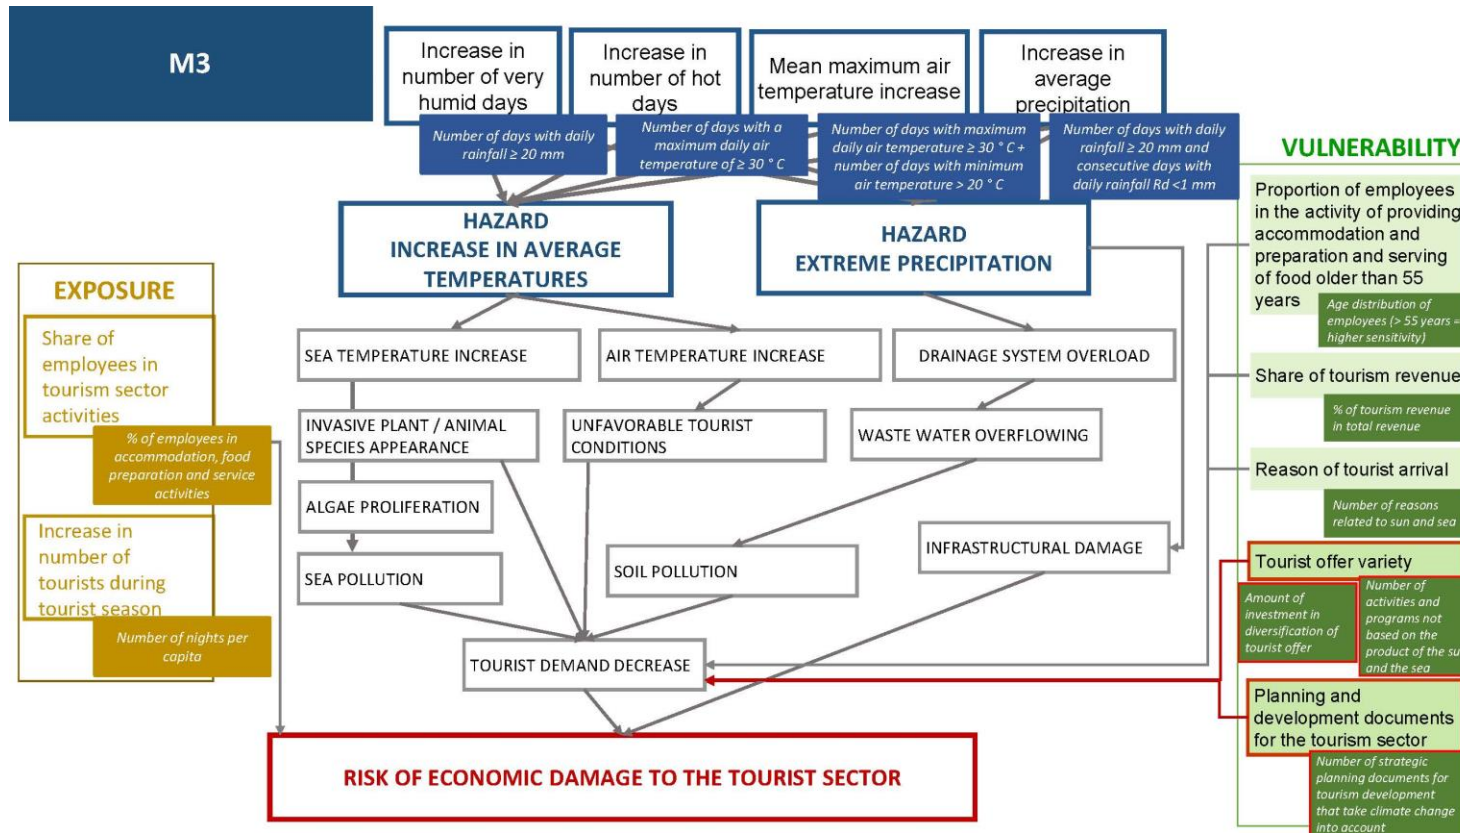 M3
Increase in
number of very
humid days
Number of days with daily
rainfall ≥ 20 mm
Increase in
number of hot
days
Number of days with a
maximum daily air
temperature of ≥ 30 ° C
Mean maximum air
temperature increase
Number of days with maximum
daily air temperature ≥ 30 ° C +
number of days with minimum
air temperature > 20 ° C
Increase in
average
precipitation
Number of days with daily
rainfall ≥ 20 mm and
consecutive days with
daily rainfall Rd <1 mm
HAZARD
INCREASE IN AVERAGE
TEMPERATURES
HAZARD
EXTREME PRECIPITATION
EXPOSURE
Share of
employees in
tourism sector
activities
% of employees in
accommodation, food
preparation and service
activities
Increase in
number of
tourists during
tourist season
Number of nights per
capita
SEA TEMPERATURE INCREASE
AIR TEMPERATURE INCREASE
DRAINAGE SYSTEM OVERLOAD
INVASIVE PLANT / ANIMAL
SPECIES APPEARANCE
UNFAVORABLE TOURIST
CONDITIONS
WASTE WATER OVERFLOWING
ALGAE PROLIFERATION
SEA POLLUTION
SOIL POLLUTION
INFRASTRUCTURAL DAMAGE
TOURIST DEMAND DECREASE
RISK OF ECONOMIC DAMAGE TO THE TOURIST SECTOR
VULNERABILITY
Proportion of employees
in the activity of providing
accommodation and
preparation and serving
of food older than 55
years
Age distribution of
employees (> 55 years =
higher sensitivity)
Share of tourism revenue
% of tourism revenue
in total revenue
Reason of tourist arrival
Number of reasons
related to sun and sea
Tourist offer variety
Amount of
investment in
diversification of
tourist offer
Number of
activities and
programs not
based on the
product of the su
and the sea
Planning and
development documents
for the tourism sector
Number of strategic
planning documents for
tourism development
that take climate change
into account